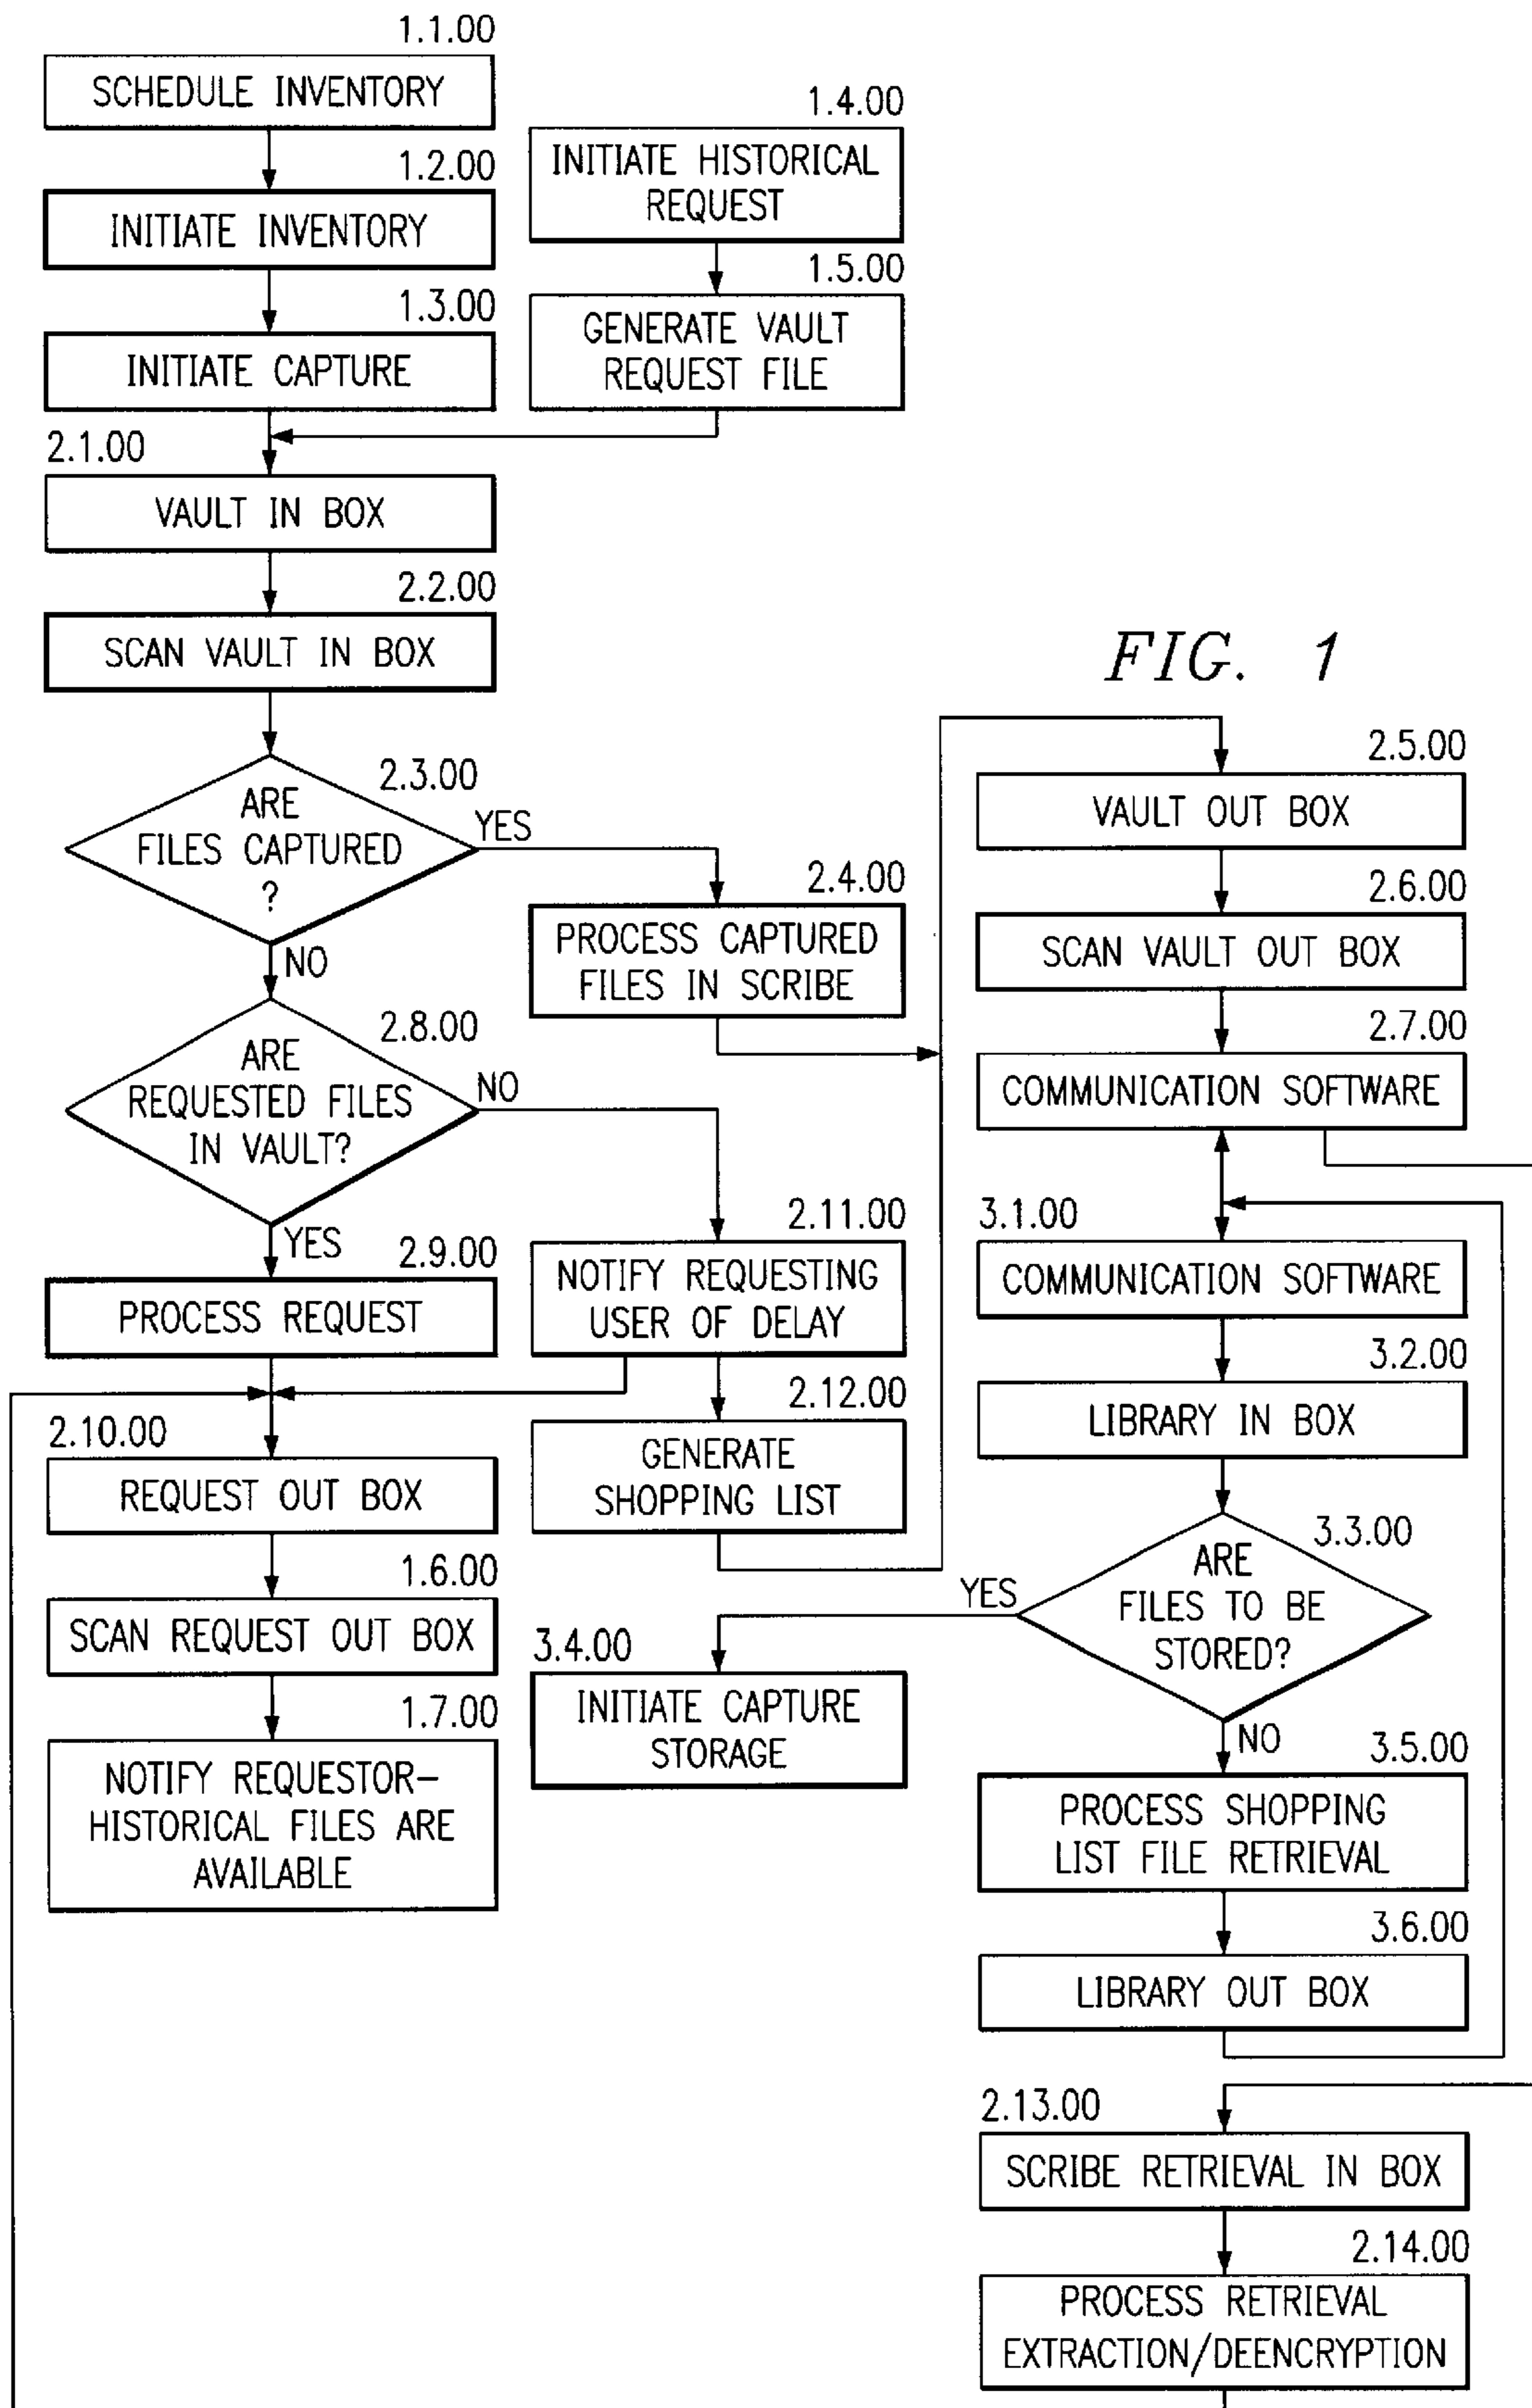 1.1.00
SCHEDULE INVENTORY
1.2.00
INITIATE INVENTORY
1.3.00
INITIATE CAPTURE
1.4.00
INITIATE HISTORICAL
REQUEST
1.5.00
GENERATE VAULT
REQUEST FILE
2.1.00
VAULT IN BOX
2.2.00
SCAN VAULT IN BOX
2.3.00
ARE
FILES CAPTURED
?
YES
NO
2.4.00
PROCESS CAPTURED
FILES IN SCRIBE
2.8.00
ARE
REQUESTED FILES
IN VAULT?
NO
YES
2.9.00
PROCESS REQUEST
2.11.00
NOTIFY REQUESTING
USER OF DELAY
2.12.00
GENERATE
SHOPPING LIST
2.10.00
REQUEST OUT BOX
1.6.00
SCAN REQUEST OUT BOX
1.7.00
NOTIFY REQUESTOR-
HISTORICAL FILES ARE
AVAILABLE
FIG. 1
2.5.00
VAULT OUT BOX
2.6.00
SCAN VAULT OUT BOX
2.7.00
COMMUNICATION SOFTWARE
3.1.00
COMMUNICATION SOFTWARE
3.2.00
LIBRARY IN BOX
3.3.00
ARE
FILES TO BE
STORED?
YES
3.4.00
INITIATE CAPTURE
STORAGE
NO
3.5.00
PROCESS SHOPPING
LIST FILE RETRIEVAL
3.6.00
LIBRARY OUT BOX
2.13.00
SCRIBE RETRIEVAL IN BOX
2.14.00
PROCESS RETRIEVAL
EXTRACTION/DEENCRYPTION